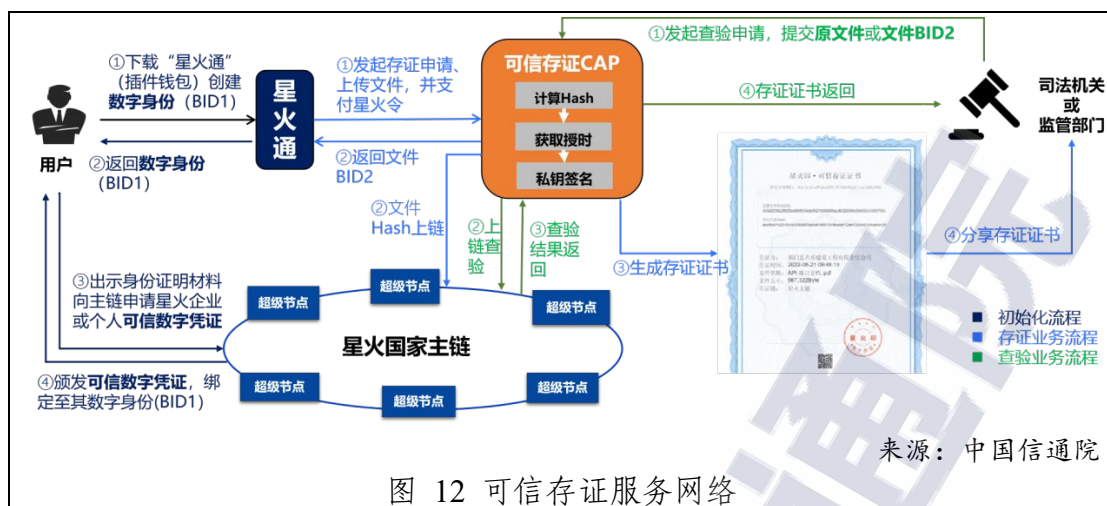 ①下载“星火通”
（插件钱包）创建
数字身份（BID1）
用户
②返回数字身份
（BID1）
③出示身份证明材料
向主链申请星火企业
或个人可信数字凭证
④颁发可信数字凭证，绑
定至其数字身份(BID1)
星火通
①发起存证申请、
上传文件，并支
付星火令
②返回文件
BID2
②文件
Hash上链
可信存证CAP
计算Hash
获取授时
私钥签名
②上
链查
验
③查验
结果返
回
①发起查验申请，提交原文件或文件BID2
④存证证书返回
司法机关
或
监管部门
③生成存证证书
④分享存证证书
星火印·可信存证证书
超级节点
超级节点
超级节点
星火国家主链
超级节点
超级节点
超级节点
初始化流程
存证业务流程
查验业务流程
来源：中国信通院
图 12 可信存证服务网络